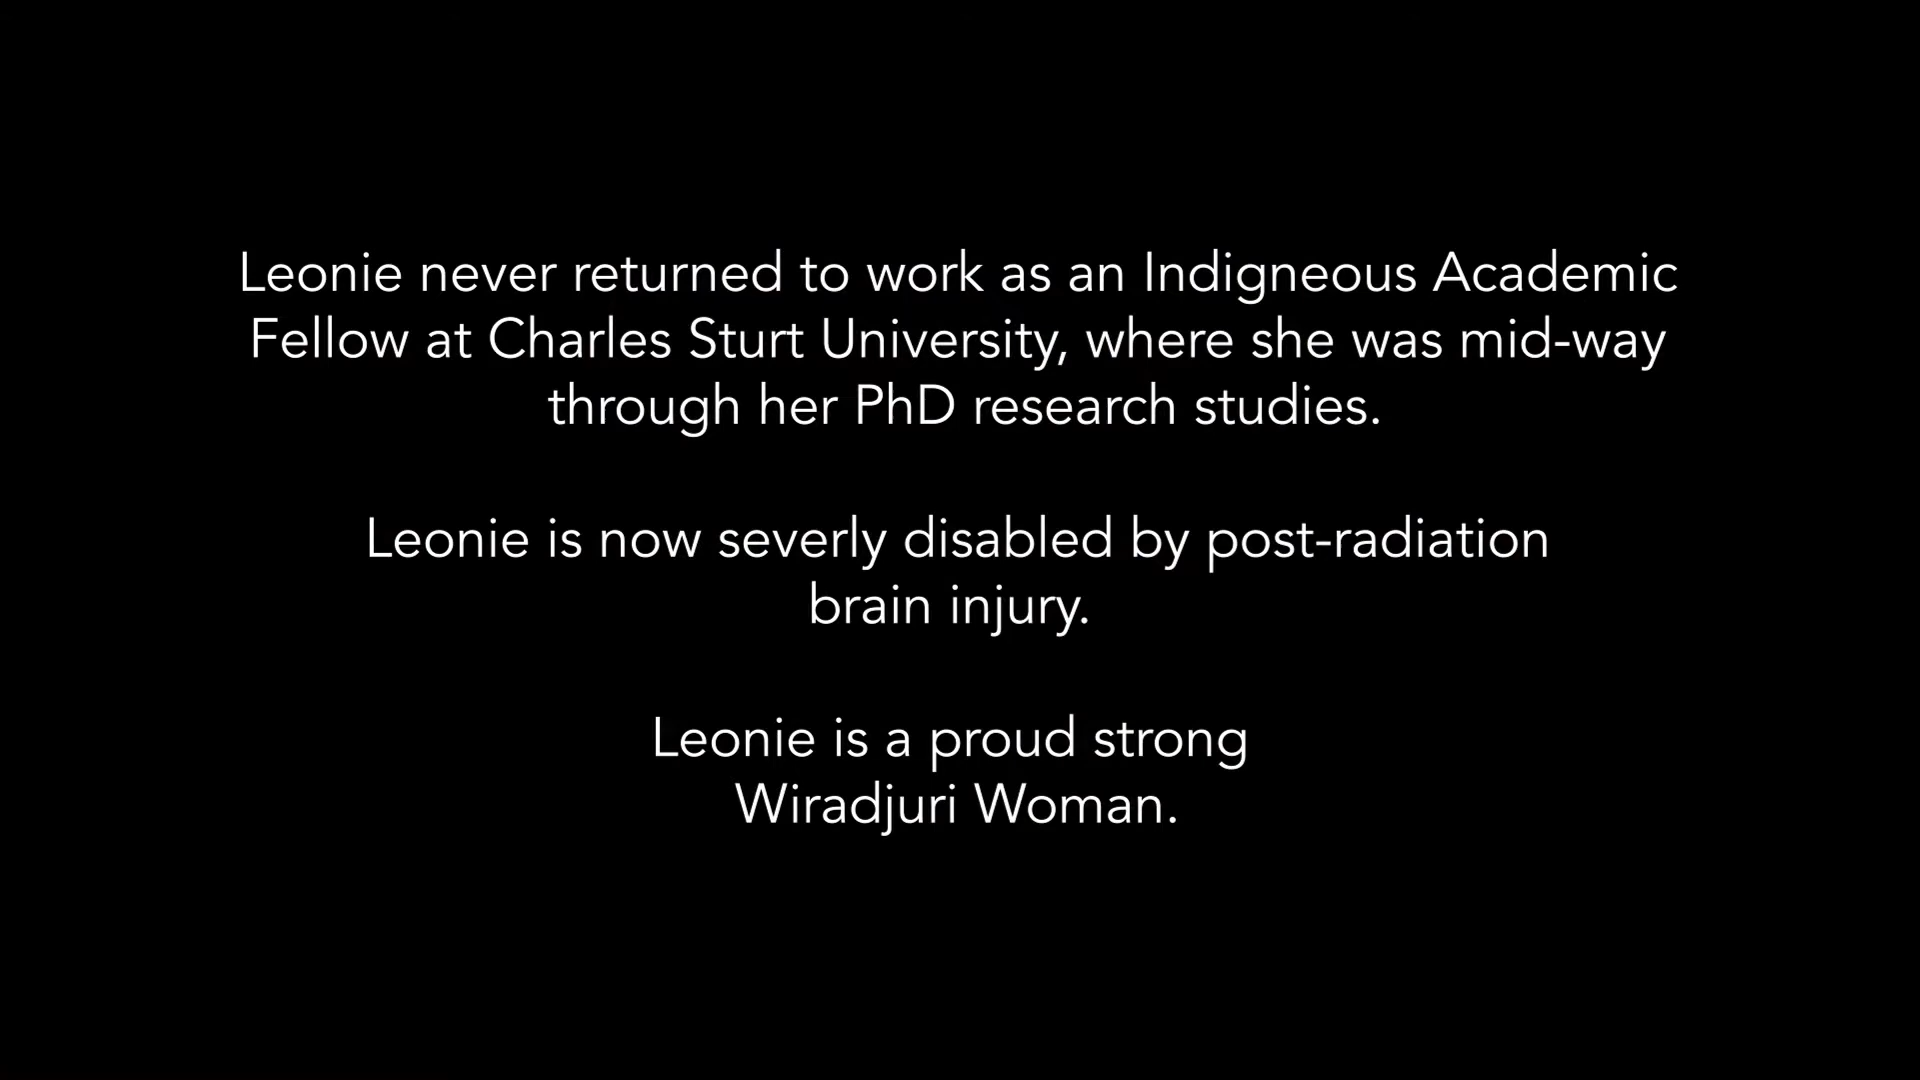 Leonie never returned to work as an Indigneous Academic
Fellow at Charles Sturt University, where she was mid-way
through her PhD research studies.
Leonie is now severly disabled by post-radiation
brain injury.
Leonie is a proud strong
Wiradjuri Woman.